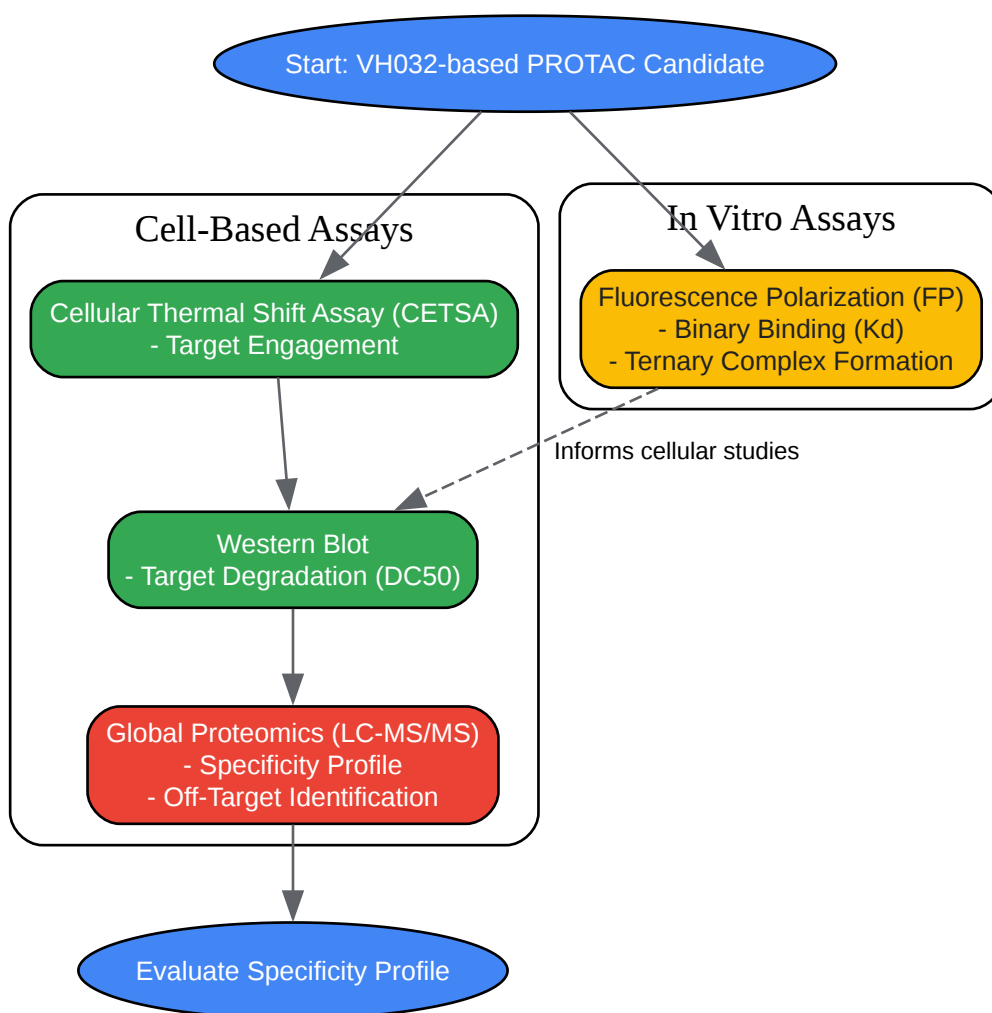 Start: VH032-based PROTAC Candidate
Cell-Based Assays
In Vitro Assays
Cellular Thermal Shift Assay (CETSA)
- Target Engagement
Fluorescence Polarization (FP)
- Binary Binding (Kd)
- Ternary Complex Formation
Informs cellular studies
Western Blot
- Target Degradation (DC50)
Global Proteomics (LC-MS/MS)
- Specificity Profile
- Off-Target Identification
Evaluate Specificity Profile